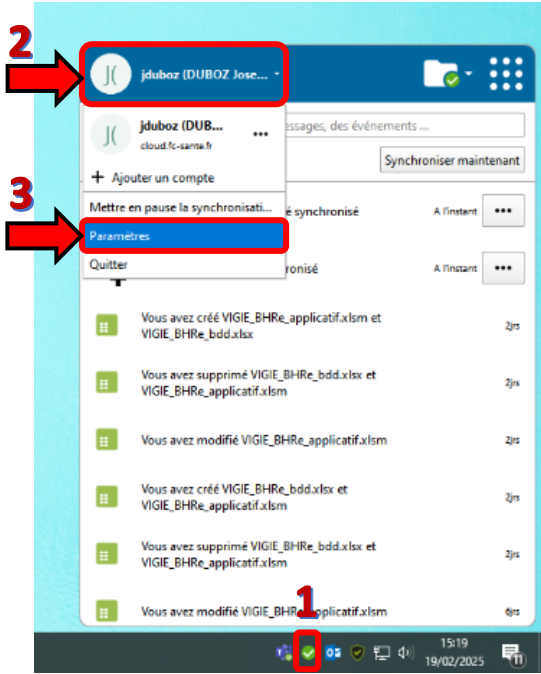 2
J( jduboz (DUBOZ Jose...
J( jduboz (DUB... •••
cloud.fc-sante.fr
essages, des événements ...
+ Ajouter un compte
Synchroniser maintenant
3
Mettre en pause la synchronisati...
é synchronisé A l'instant •••
Paramètres
Quitter
ronisé A l'instant •••
Vous avez créé VIGIE_BHRe_applicatif.xlsm et
VIGIE_BHRe_bdd.xlsx
2jrs
Vous avez supprimé VIGIE_BHRe_bdd.xlsx et
VIGIE_BHRe_applicatif.xlsm
2jrs
Vous avez modifié VIGIE_BHRe_applicatif.xlsm 2jrs
Vous avez créé VIGIE_BHRe_bdd.xlsx et
VIGIE_BHRe_applicatif.xlsm
2jrs
Vous avez supprimé VIGIE_BHRe_bdd.xlsx et
VIGIE_BHRe_applicatif.xlsm
2jrs
Vous avez modifié VIGIE_BHRe_applicatif.xlsm 6jrs
1
15:19
19/02/2025
11